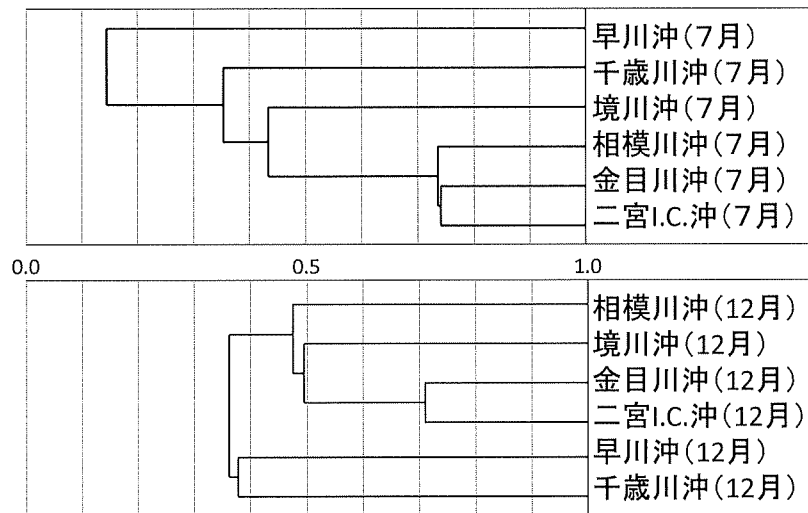 早川沖(7月)
千歳川沖(7月)
境川沖(7月)
相模川沖(7月)
金目川沖(7月)
二宮I.C.沖(7月)
0.0 0.5 1.0
相模川沖(12月)
境川沖(12月)
金目川沖(12月)
二宮I.C.沖(12月)
早川沖(12月)
千歳川沖(12月)